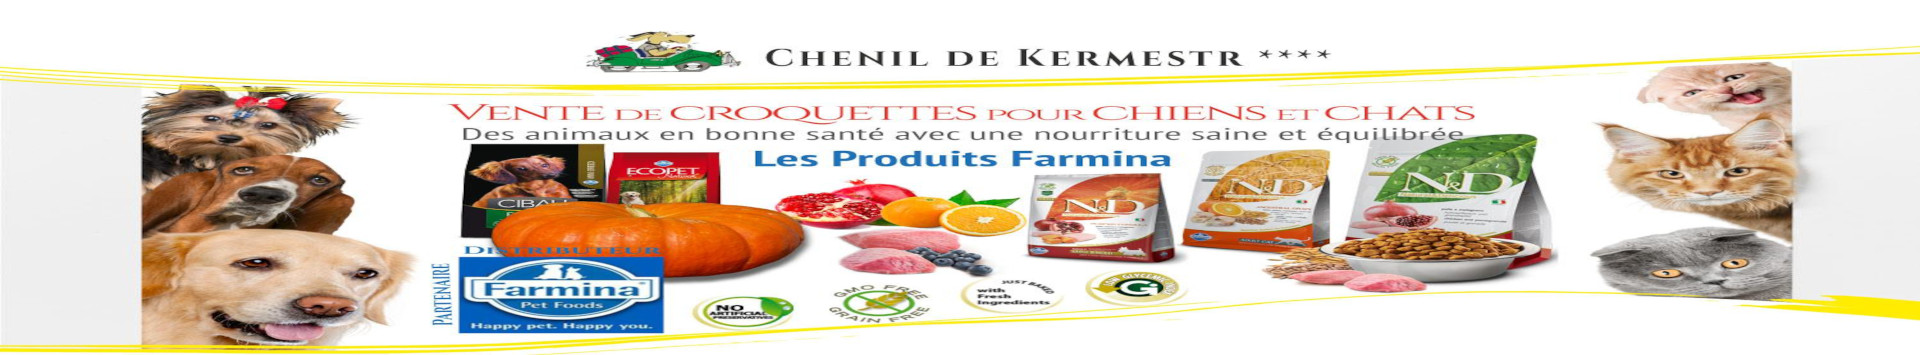 CHENIL DE KERMESTR ****
VENTE DE CROQUETTES POUR CHIENS ET CHATS
Des animaux en bonne santé avec une nourriture saine et équilibrée
Les Produits Farmina
CIBAU
ECOPET
N&D
N&D
N&D
DISTRIBUTEUR
PARTENAIRE
Farmina
Pet Foods
Happy pet. Happy you.
NO
ARTIFICIAL
PRESERVATIVES
GMO FREE
GRAIN FREE
JUST BAKED
with
Fresh
Ingredients